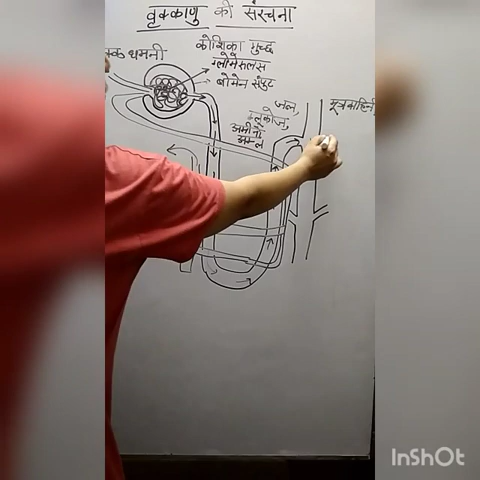 वृक्काणु की संरचना
धमनी
कोशिका गुच्छ
ग्लोमेरुलस
बोमेन संपुट
जल,
ग्लूकोज,
अमीनो
अम्ल
मूत्रवाहिनी
InShOt